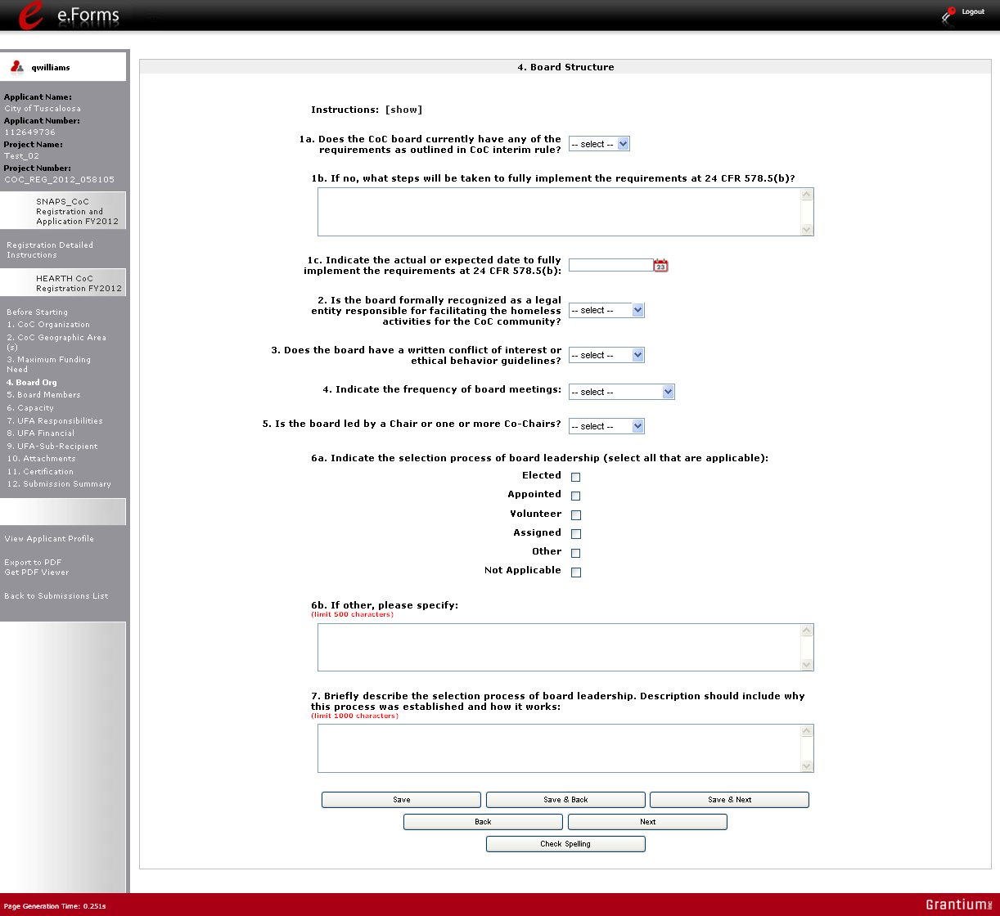 e.Forms
Logout
qwilliams
Applicant Name:
City of Tuscaloosa
Applicant Number:
112649736
Project Name:
Test_02
Project Number:
COC_REG_2012_058105
SNAPS_CoC
Registration and
Application FY2012
Registration Detailed
Instructions
HEARTH CoC
Registration FY2012
Before Starting
1. CoC Organization
2. CoC Geographic Area
(s)
3. Maximum Funding
Need
4. Board Org
5. Board Members
6. Capacity
7. UFA Responsibilities
8. UFA Financial
9. UFA-Sub-Recipient
10. Attachments
11. Certification
12. Submission Summary
View Applicant Profile
Export to PDF
Get PDF Viewer
Back to Submissions List
4. Board Structure
Instructions: [show]
1a. Does the CoC board currently have any of the
requirements as outlined in CoC interim rule?
-- select --
1b. If no, what steps will be taken to fully implement the requirements at 24 CFR 578.5(b)?
1c. Indicate the actual or expected date to fully
implement the requirements at 24 CFR 578.5(b):
23
2. Is the board formally recognized as a legal
entity responsible for facilitating the homeless
activities for the CoC community?
-- select --
3. Does the board have a written conflict of interest or
ethical behavior guidelines?
-- select --
4. Indicate the frequency of board meetings:
-- select --
5. Is the board led by a Chair or one or more Co-Chairs?
-- select --
6a. Indicate the selection process of board leadership (select all that are applicable):
Elected
Appointed
Volunteer
Assigned
Other
Not Applicable
6b. If other, please specify:
(limit 500 characters)
7. Briefly describe the selection process of board leadership. Description should include why
this process was established and how it works:
(limit 1000 characters)
Save
Save & Back
Save & Next
Back
Next
Check Spelling
Page Generation Time: 0.251s
Grantium